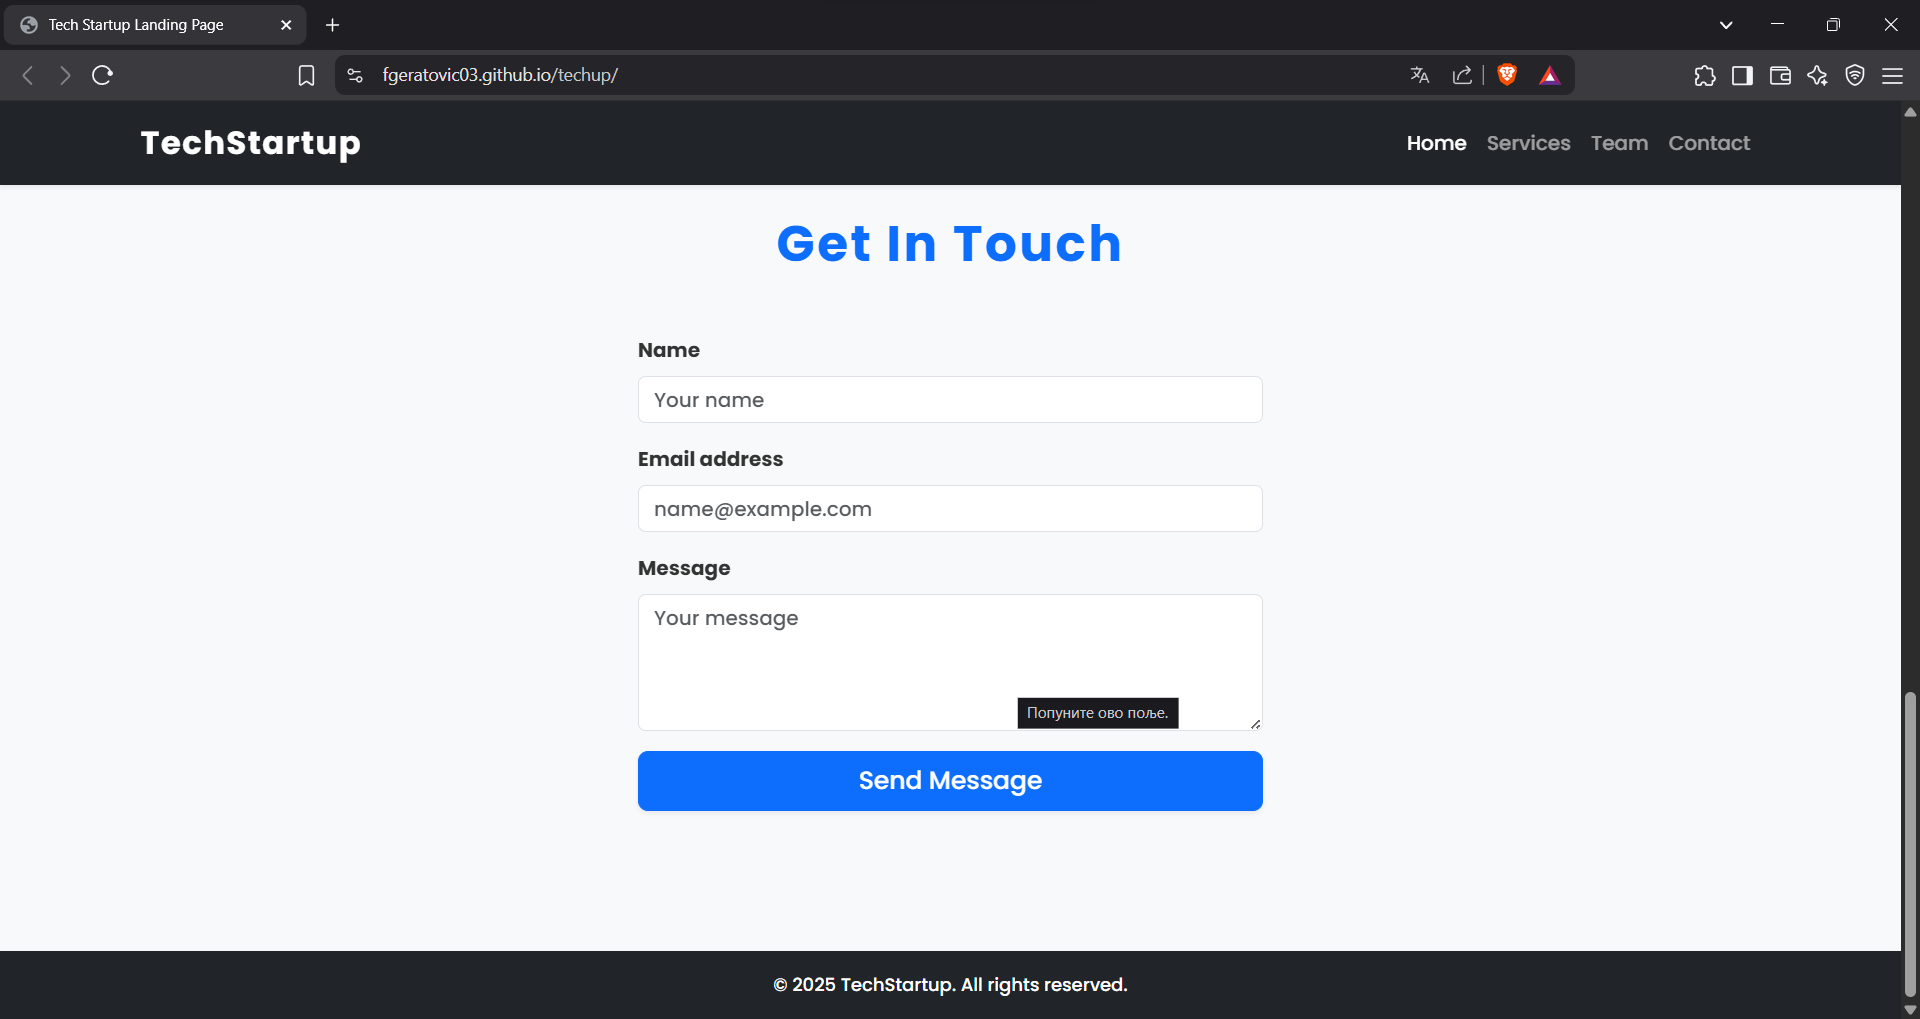 Tech Startup Landing Page
fgeratovic03.github.io/techup/
TechStartup
Home Services Team Contact
Get In Touch
Name
Your name
Email address
name@example.com
Message
Your message
Попуните ово поље.
Send Message
© 2025 TechStartup. All rights reserved.